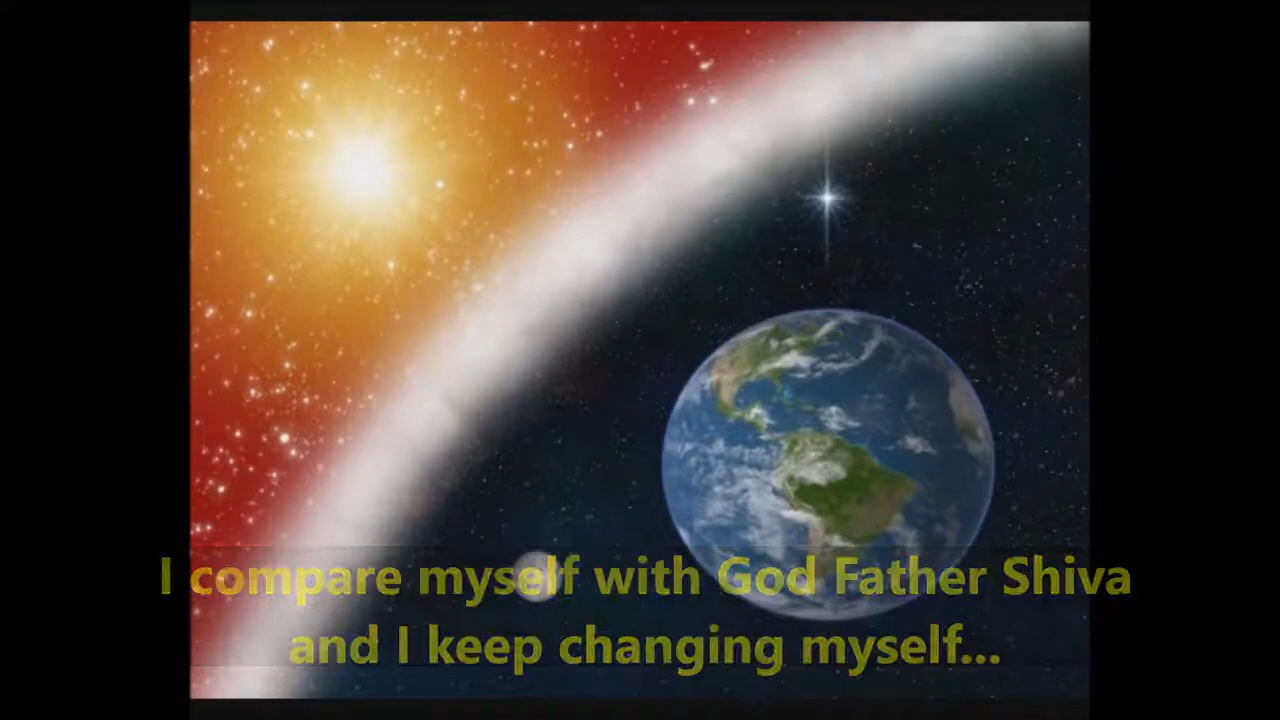 I compare myself with God Father Shiva
and I keep changing myself...